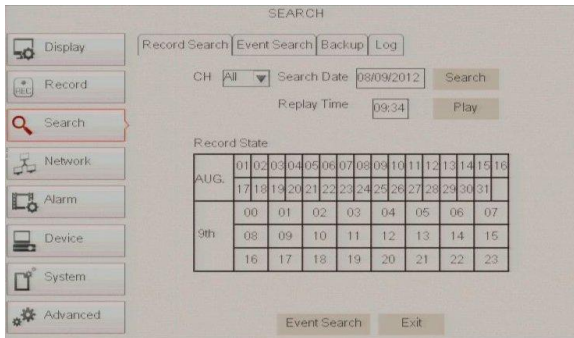 SEARCH
Display
Record Search Event Search Backup Log
Record
REC
CH All Search Date 08/09/2012 Search
Replay Time 09:34 Play
Search
Record State
Network
AUG. 01 02 03 04 05 06 07 08 09 10 11 12 13 14 15 16
17 18 19 20 21 22 23 24 25 26 27 28 29 30 31
Alarm
9th 00 01 02 03 04 05 06 07
08 09 10 11 12 13 14 15
16 17 18 19 20 21 22 23
Device
System
Advanced
Event Search Exit